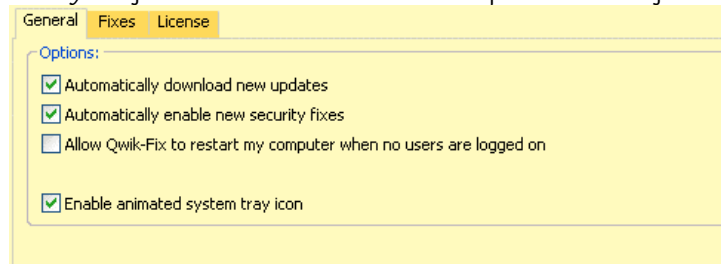 General Fixes License
Options:
Automatically download new updates
Automatically enable new security fixes
Allow Qwik-Fix to restart my computer when no users are logged on
Enable animated system tray icon